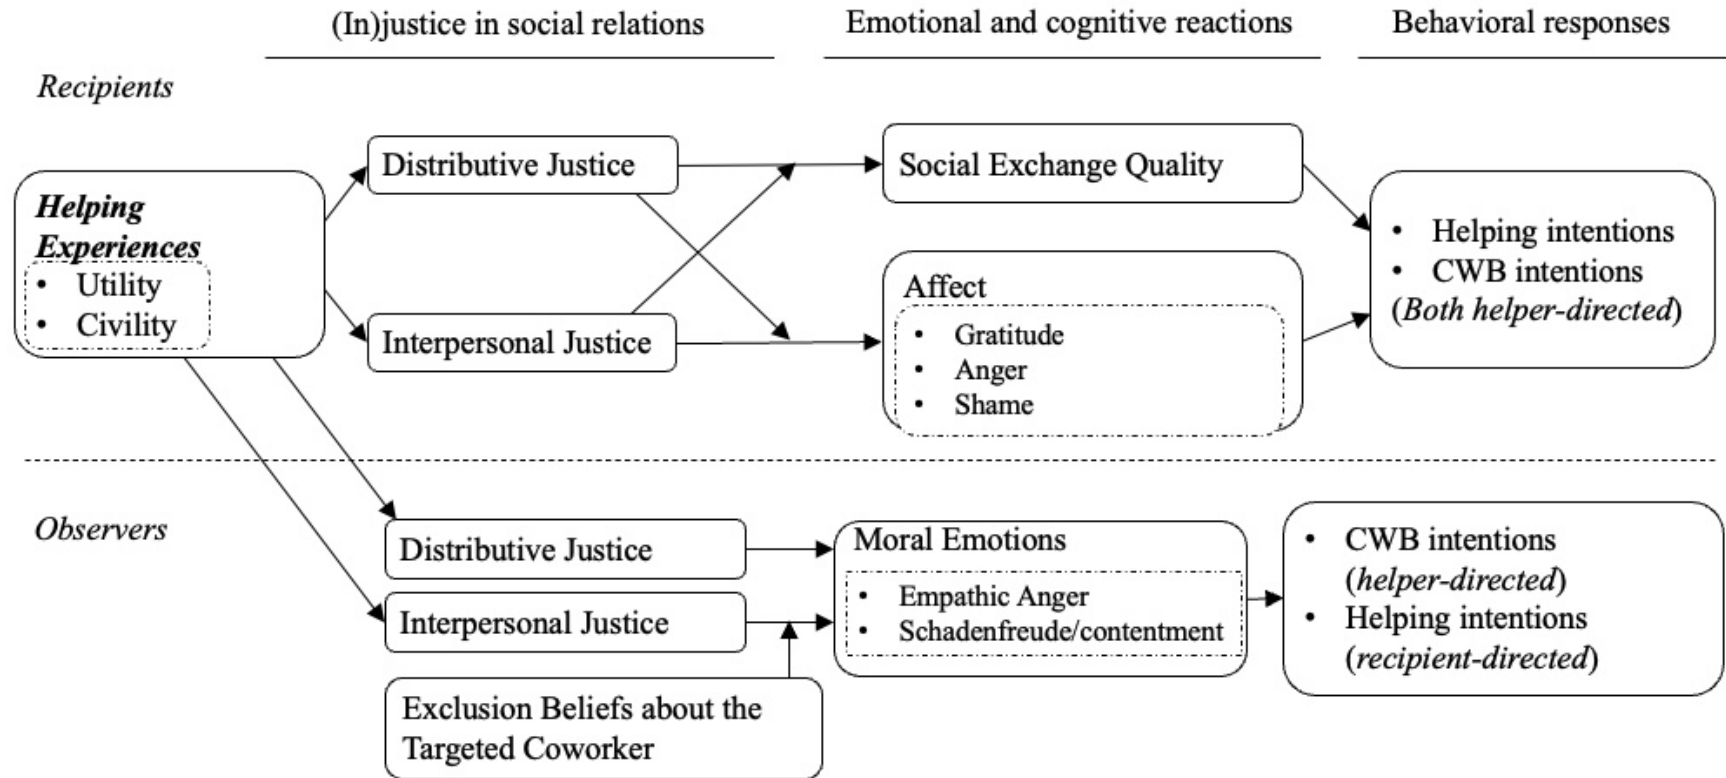 (In)justice in social relations
Emotional and cognitive reactions
Behavioral responses
Recipients
Helping
Experiences
• Utility
• Civility
Distributive Justice
Interpersonal Justice
Social Exchange Quality
Affect
• Gratitude
• Anger
• Shame
• Helping intentions
• CWB intentions
(Both helper-directed)
Observers
Distributive Justice
Interpersonal Justice
Exclusion Beliefs about the
Targeted Coworker
Moral Emotions
• Empathic Anger
• Schadenfreude/contentment
• CWB intentions
(helper-directed)
• Helping intentions
(recipient-directed)